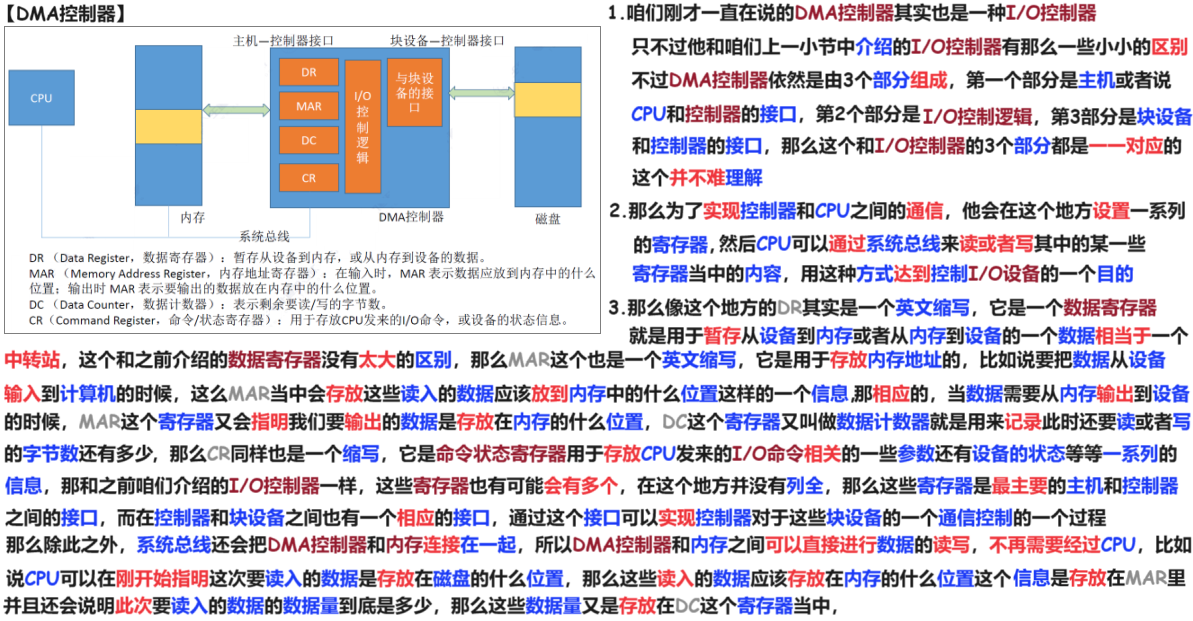 【DMA控制器】
主机—控制器接口
块设备—控制器接口
CPU
DR
MAR
DC
CR
I/O控制逻辑
与块设
备的接
口
内存
DMA控制器
磁盘
系统总线
DR （Data Register，数据寄存器）：暂存从设备到内存，或从内存到设备的数据。
MAR （Memory Address Register，内存地址寄存器）：在输入时，MAR 表示数据应放到内存中的什么
位置；输出时 MAR 表示要输出的数据放在内存中的什么位置。
DC （Data Counter，数据计数器）：表示剩余要读/写的字节数。
CR（Command Register，命令/状态寄存器）：用于存放CPU发来的I/O命令，或设备的状态信息。
1.咱们刚才一直在说的DMA控制器其实也是一种I/O控制器
只不过他和咱们上一小节中介绍的I/O控制器有那么一些小小的区别
不过DMA控制器依然是由3个部分组成，第一个部分是主机或者说
CPU和控制器的接口，第2个部分是I/O控制逻辑，第3部分是块设备
和控制器的接口，那么这个和I/O控制器的3个部分都是一一对应的
这个并不难理解
2.那么为了实现控制器和CPU之间的通信，他会在这个地方设置一系列
的寄存器,然后CPU可以通过系统总线来读或者写其中的某一些
寄存器当中的内容，用这种方式达到控制I/O设备的一个目的
3.那么像这个地方的DR其实是一个英文缩写，它是一个数据寄存器
就是用于暂存从设备到内存或者从内存到设备的一个数据相当于一个
中转站，这个和之前介绍的数据寄存器没有太大的区别，那么MAR这个也是一个英文缩写，它是用于存放内存地址的，比如说要把数据从设备
输入到计算机的时候，这么MAR当中会存放这些读入的数据应该放到内存中的什么位置这样的一个信息,那相应的，当数据需要从内存输出到设备
的时候，MAR这个寄存器又会指明我们要输出的数据是存放在内存的什么位置，DC这个寄存器又叫做数据计数器就是用来记录此时还要读或者写
的字节数还有多少，那么CR同样也是一个缩写，它是命令状态寄存器用于存放CPU发来的I/O命令相关的一些参数还有设备的状态等等一系列的
信息，那和之前咱们介绍的I/O控制器一样，这些寄存器也有可能会有多个，在这个地方并没有列全，那么这些寄存器是最主要的主机和控制器
之间的接口，而在控制器和块设备之间也有一个相应的接口，通过这个接口可以实现控制器对于这些块设备的一个通信控制的一个过程
那么除此之外，系统总线还会把DMA控制器和内存连接在一起，所以DMA控制器和内存之间可以直接进行数据的读写，不再需要经过CPU，比如
说CPU可以在刚开始指明这次要读入的数据是存放在磁盘的什么位置，那么这些读入的数据应该存放在内存的什么位置这个信息是存放在MAR里
并且还会说明此次要读入的数据的数据量到底是多少，那么这些数据量又是存放在DC这个寄存器当中，